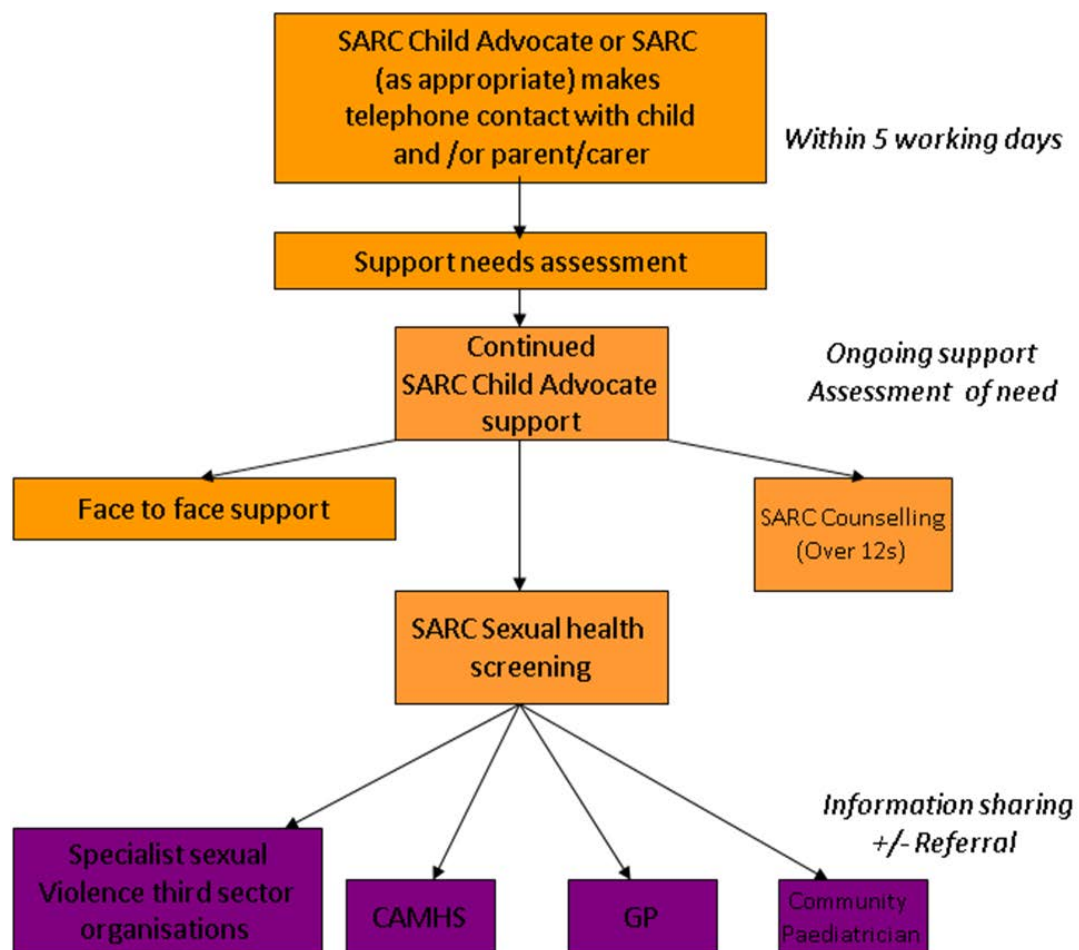 SARC Child Advocate or SARC
(as appropriate) makes
telephone contact with child
and /or parent/carer
Within 5 working days
Support needs assessment
Continued
SARC Child Advocate
support
Ongoing support
Assessment of need
Face to face support
SARC Counselling
(Over 12s)
SARC Sexual health
screening
Information sharing
+/- Referral
Specialist sexual
Violence third sector
organisations
CAMHS
GP
Community
Paediatrician